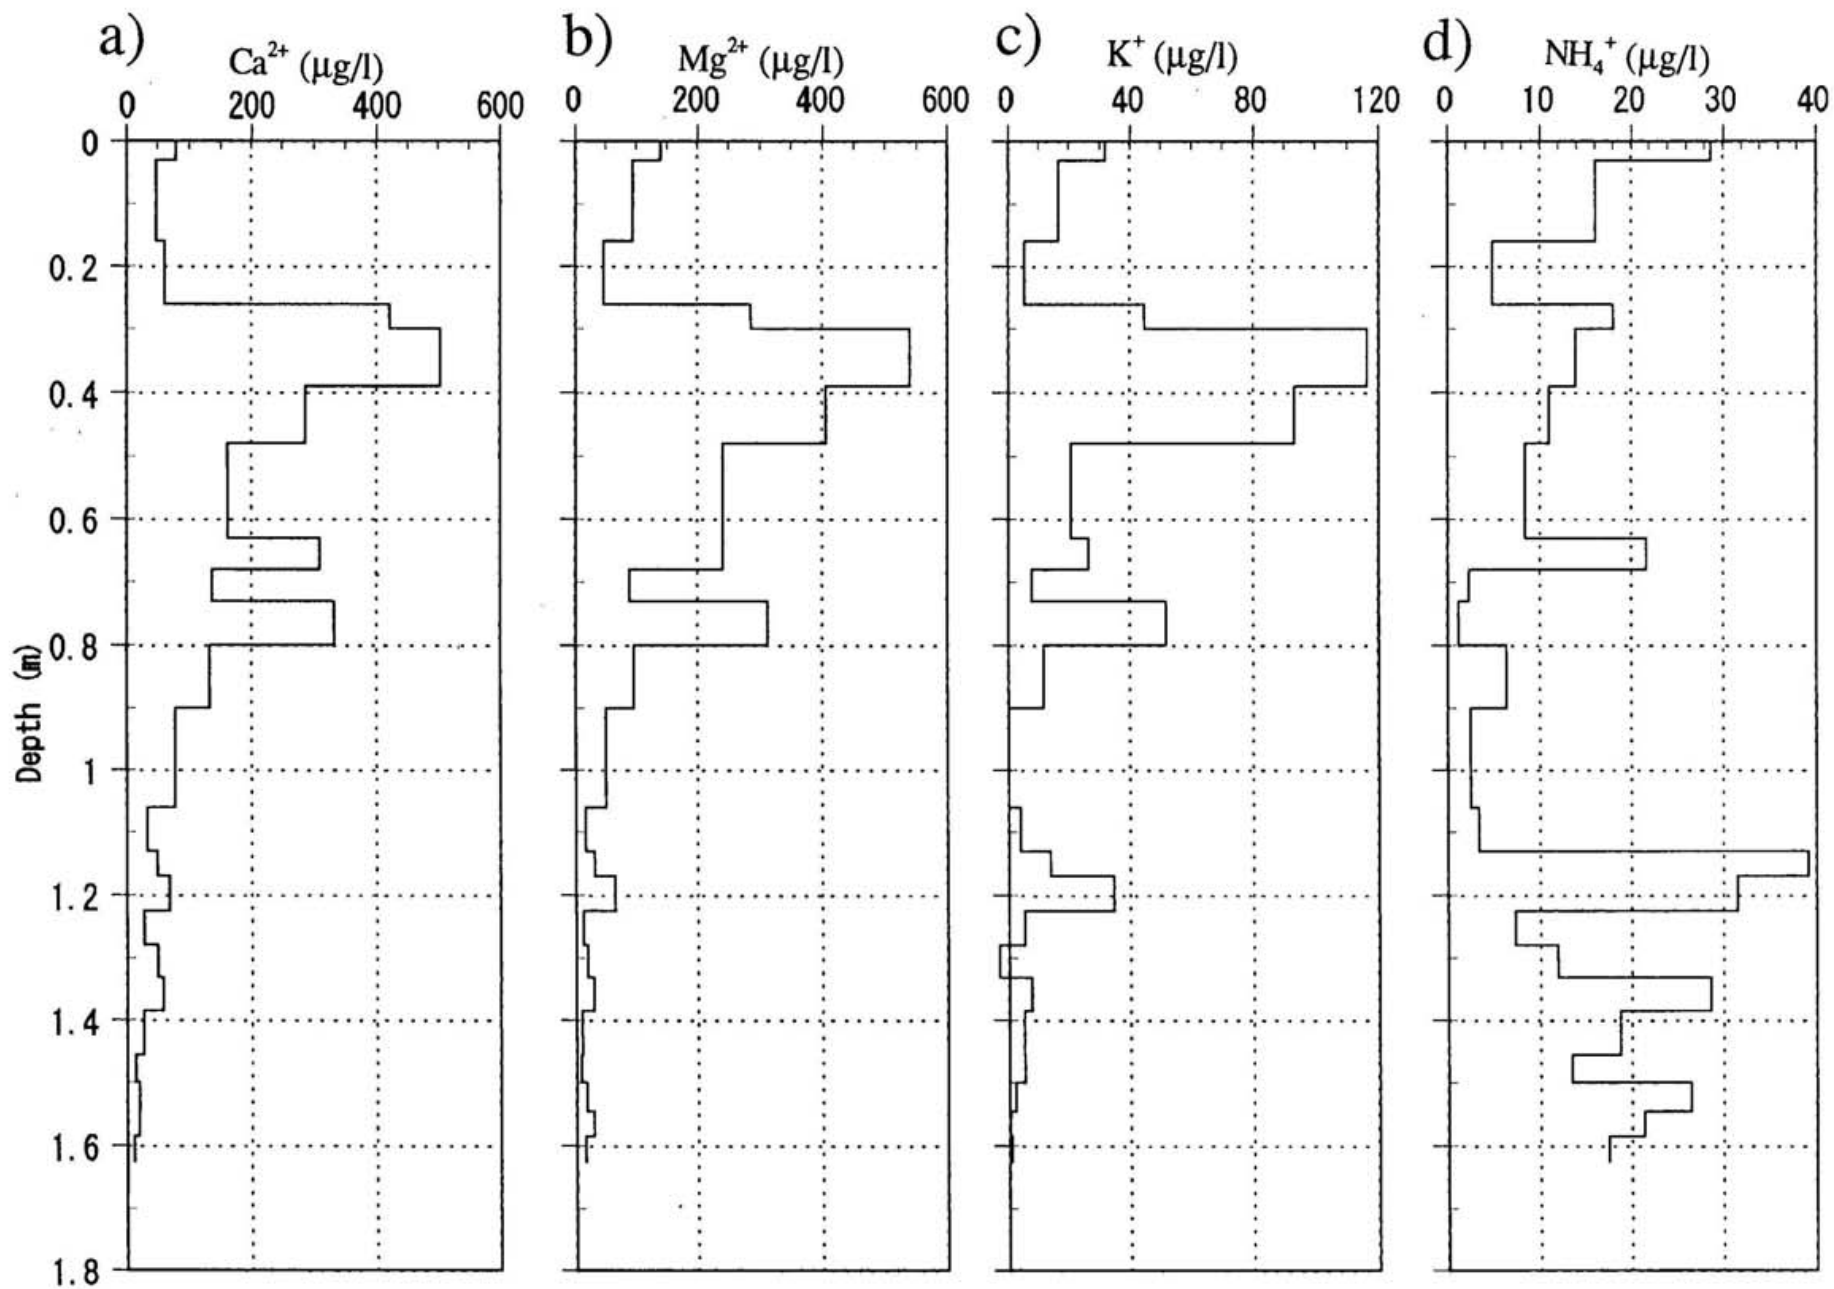 a) Ca²⁺ (μg/l)
0 200 400 600
b) Mg²⁺ (μg/l)
0 200 400 600
c) K⁺ (μg/l)
0 40 80 120
d) NH₄⁺ (μg/l)
0 10 20 30 40
Depth (m)
0
0.2
0.4
0.6
0.8
1
1.2
1.4
1.6
1.8